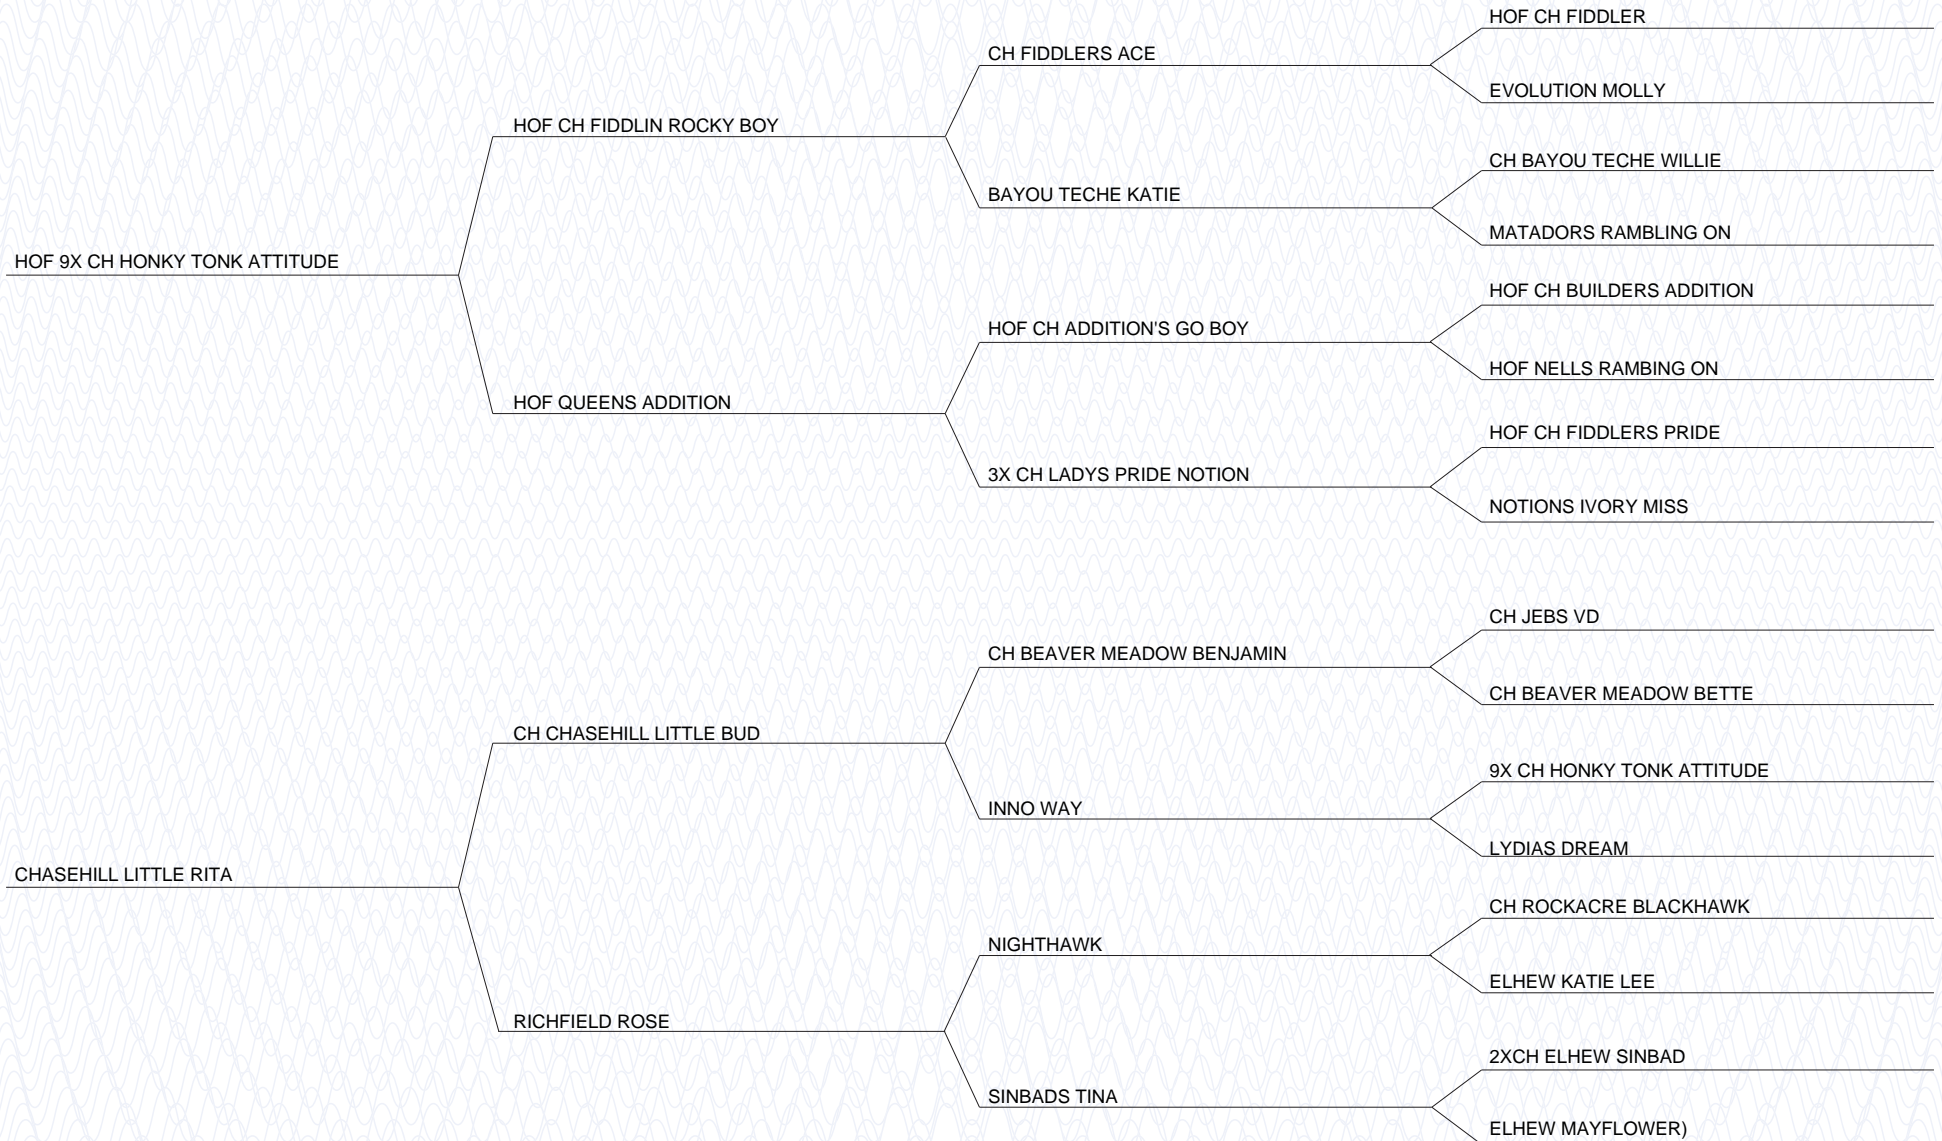 HOF CH FIDDLER
CH FIDDLERS ACE
EVOLUTION MOLLY
HOF CH FIDDLIN ROCKY BOY
CH BAYOU TECHE WILLIE
BAYOU TECHE KATIE
MATADORS RAMBLING ON
HOF 9X CH HONKY TONK ATTITUDE
HOF CH BUILDERS ADDITION
HOF CH ADDITION'S GO BOY
HOF NELLS RAMBING ON
HOF QUEENS ADDITION
HOF CH FIDDLERS PRIDE
3X CH LADYS PRIDE NOTION
NOTIONS IVORY MISS
CH JEBS VD
CH BEAVER MEADOW BENJAMIN
CH BEAVER MEADOW BETTE
CH CHASEHILL LITTLE BUD
9X CH HONKY TONK ATTITUDE
INNO WAY
LYDIAS DREAM
CHASEHILL LITTLE RITA
CH ROCKACRE BLACKHAWK
NIGHTHAWK
ELHEW KATIE LEE
RICHFIELD ROSE
2XCH ELHEW SINBAD
SINBADS TINA
ELHEW MAYFLOWER)